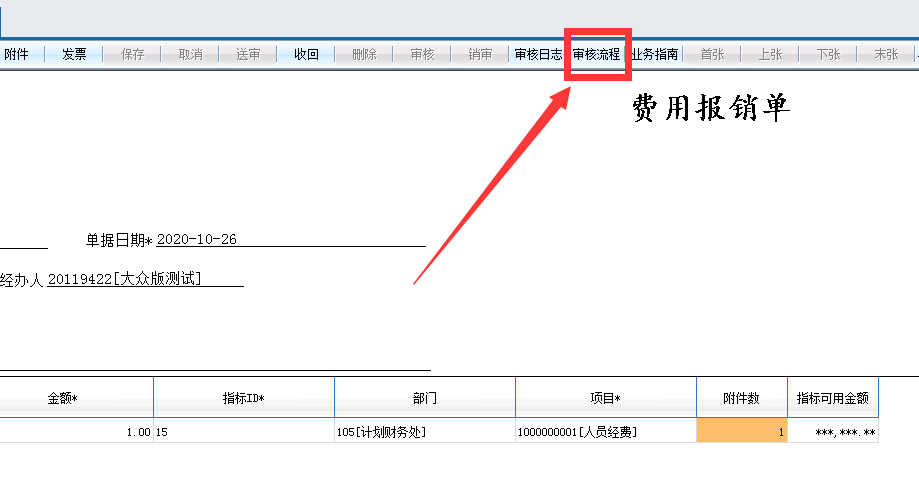 附件 发票 保存 取消 送审 收回 删除 审核 销审 审核日志 审核流程 业务指南 首张 上张 下张 末张
费用报销单
单据日期* 2020-10-26
经办人 20119422[大众版测试]
金额* 指标ID* 部门 项目* 附件数 指标可用金额
1.00 15 105[计划财务处] 1000000001[人员经费] 1 ***,***.**